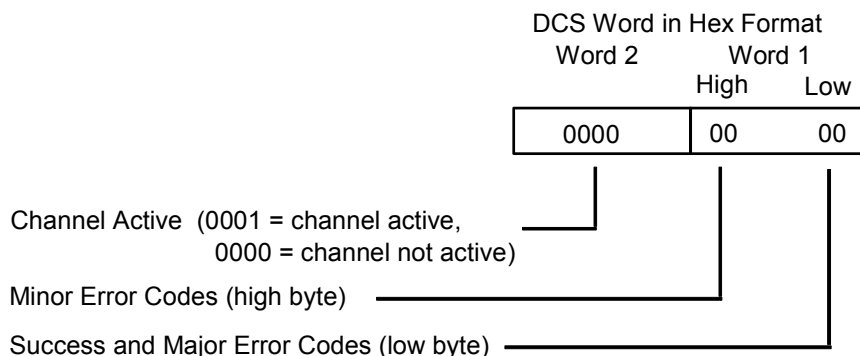 DCS Word in Hex Format
Word 2 Word 1
High Low
0000 00 00
Channel Active (0001 = channel active,
0000 = channel not active)
Minor Error Codes (high byte)
Success and Major Error Codes (low byte)